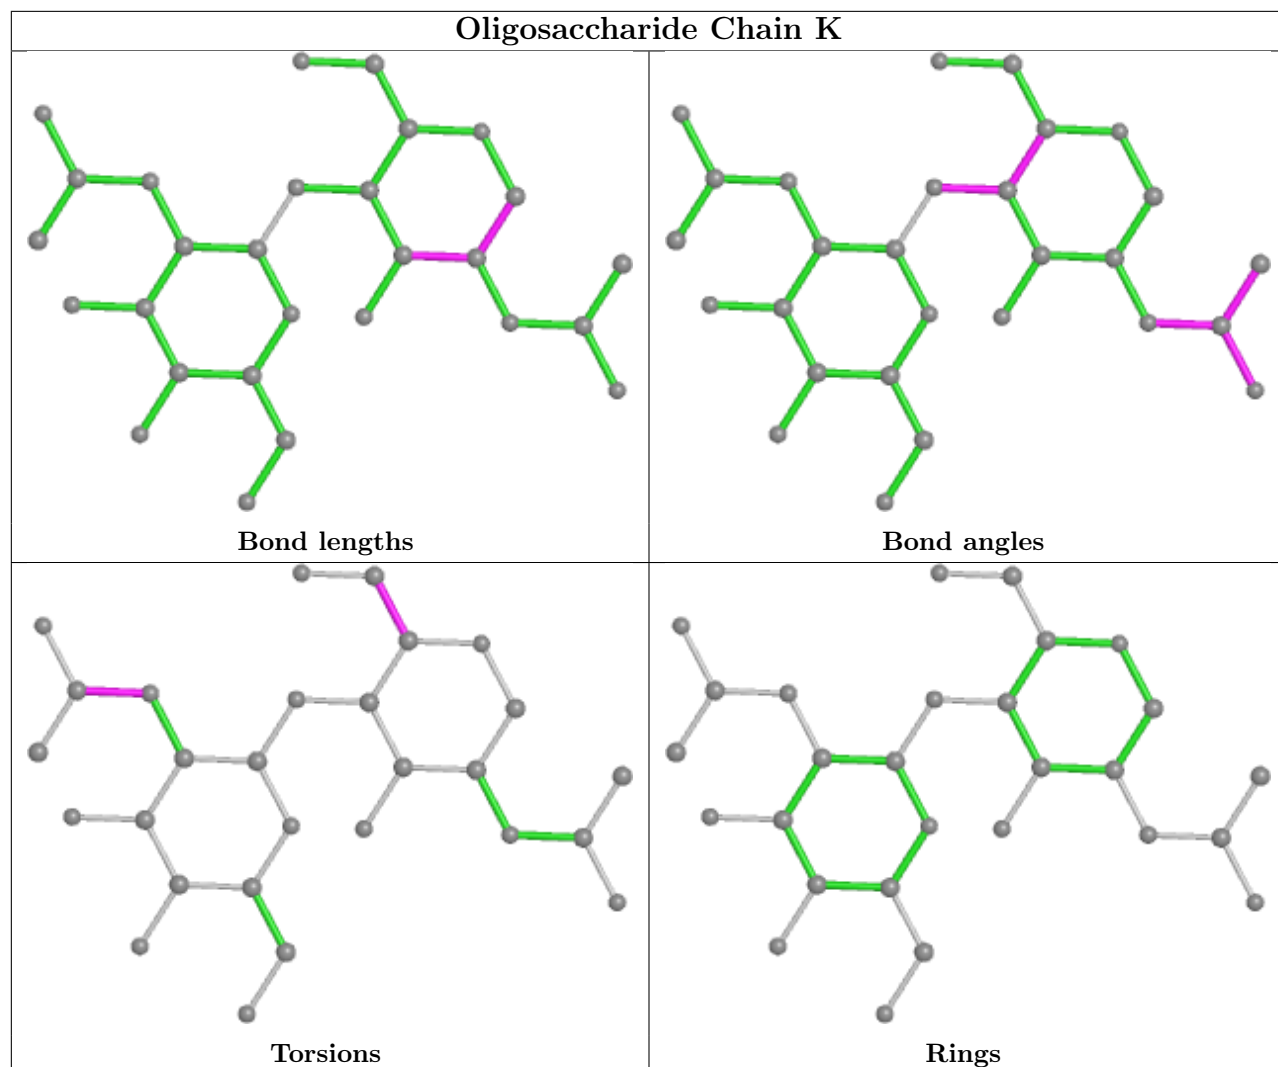 Oligosaccharide Chain K
Bond lengths
Bond angles
Torsions
Rings